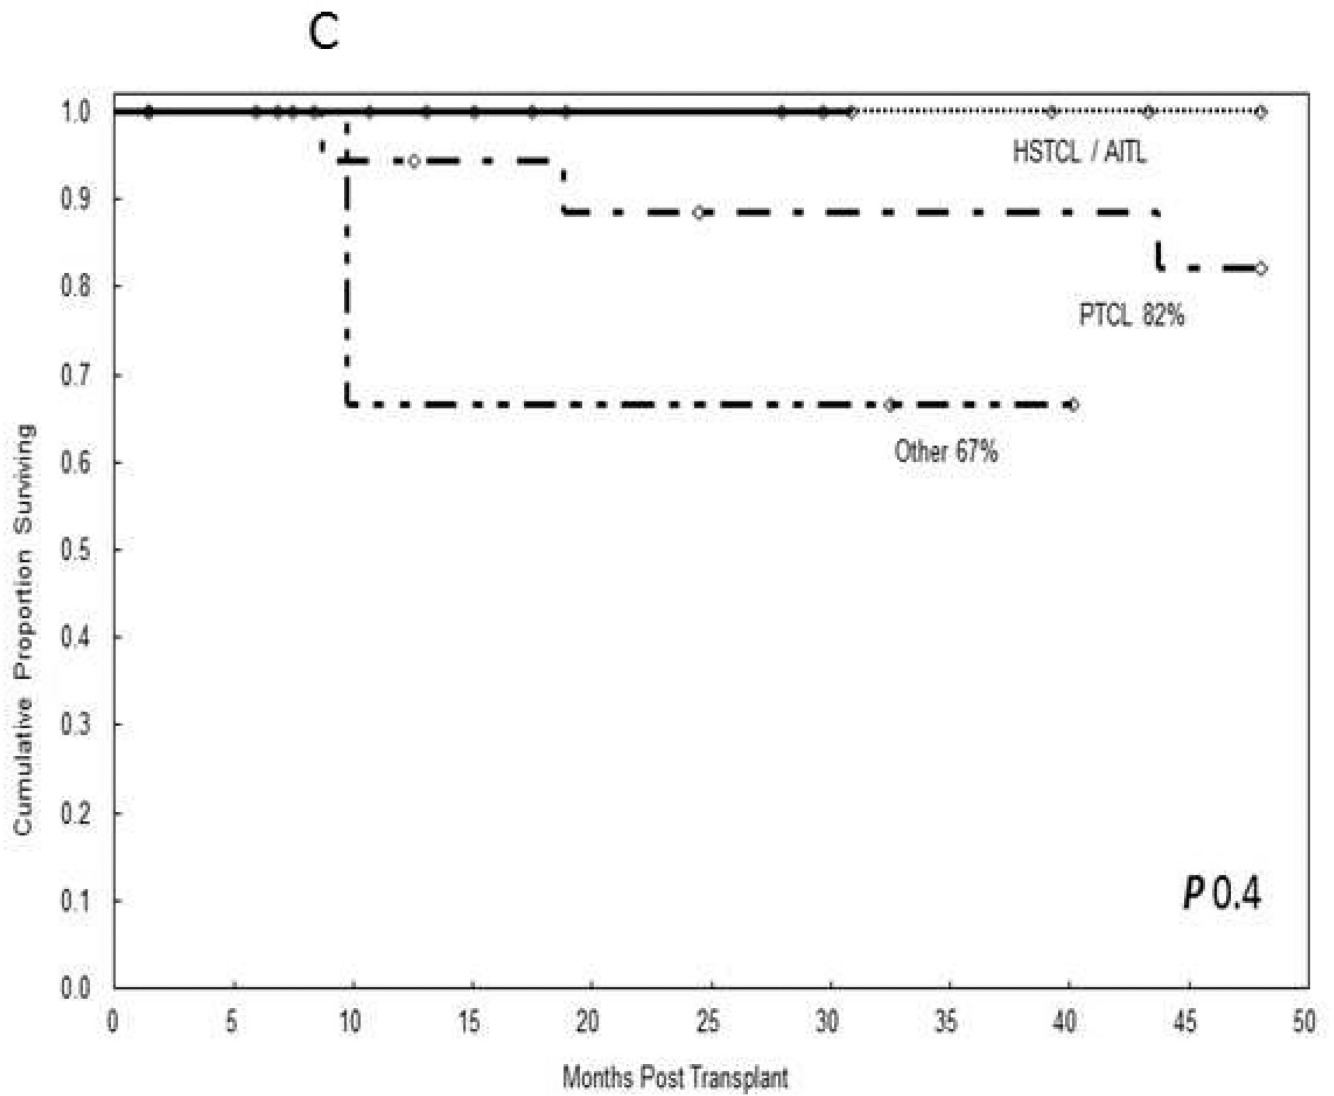 C
1.0
0.9
0.8
0.7
0.6
0.5
0.4
0.3
0.2
0.1
0.0
Cumulative Proportion Surviving
HSTCL / AITL
PTCL 82%
Other 67%
P 0.4
0 5 10 15 20 25 30 35 40 45 50
Months Post Transplant